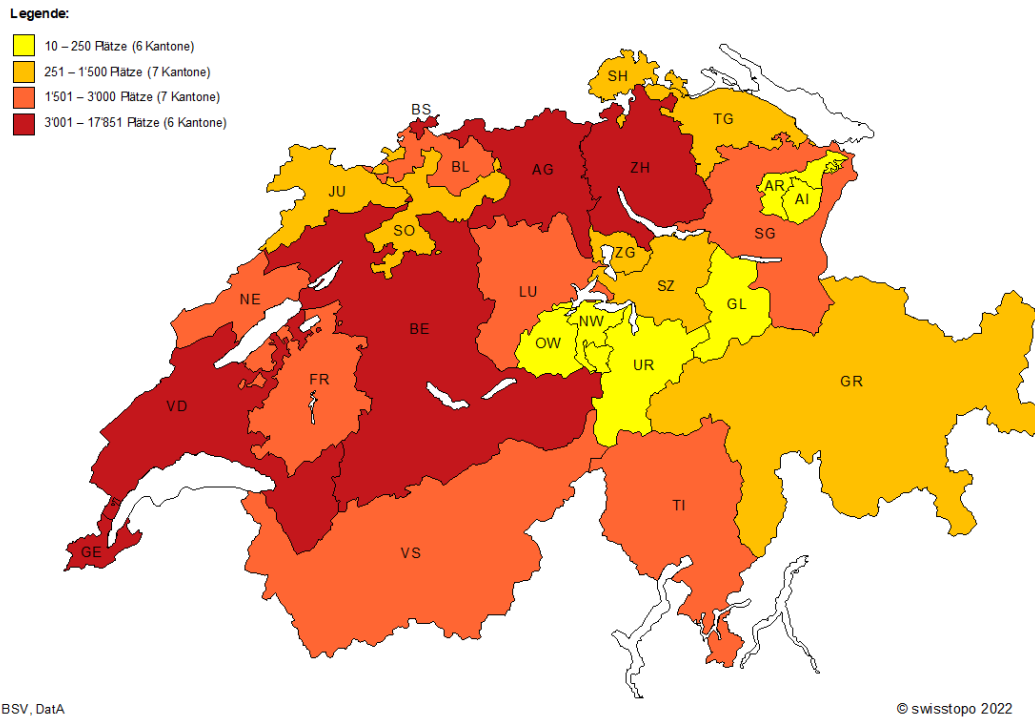 Legende:
10 – 250 Plätze (6 Kantone)
251 – 1'500 Plätze (7 Kantone)
1'501 – 3'000 Plätze (7 Kantone)
3'001 – 17'851 Plätze (6 Kantone)
SH
BS
TG
BL
AG
ZH
JU
AR
AI
SO
SG
ZG
SZ
NE
LU
GL
NW
BE
OW
UR
FR
GR
VD
TI
GE
VS
BSV, DatA
© swisstopo 2022